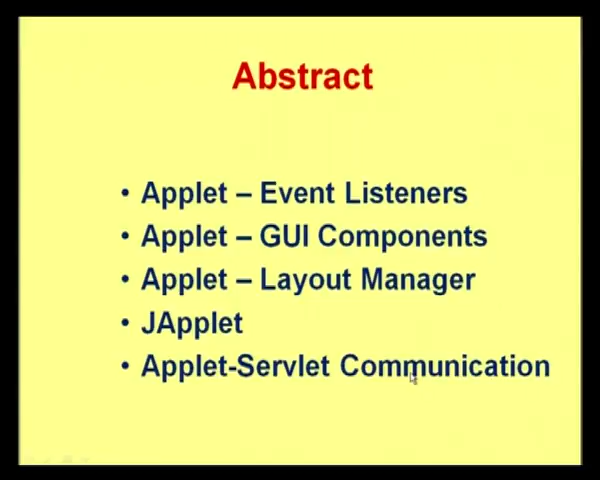 Abstract
• Applet – Event Listeners
• Applet – GUI Components
• Applet – Layout Manager
• JApplet
• Applet-Servlet Communication